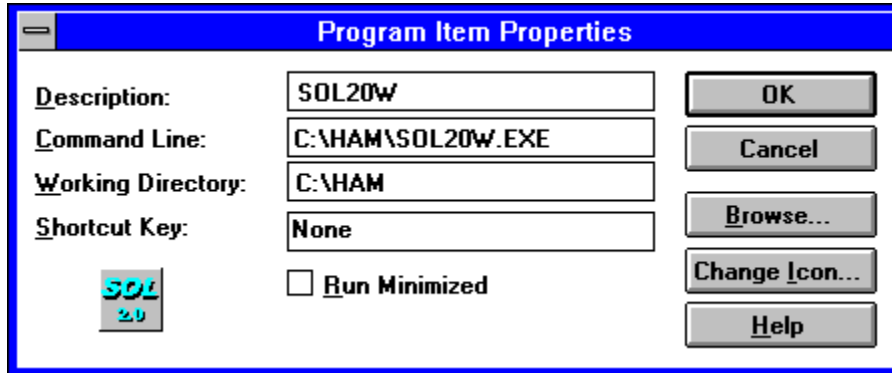 Program Item Properties
Description: SOL20W
Command Line: C:\HAM\SOL20W.EXE
Working Directory: C:\HAM
Shortcut Key: None
Run Minimized
SOL
2.0
OK
Cancel
Browse...
Change Icon...
Help